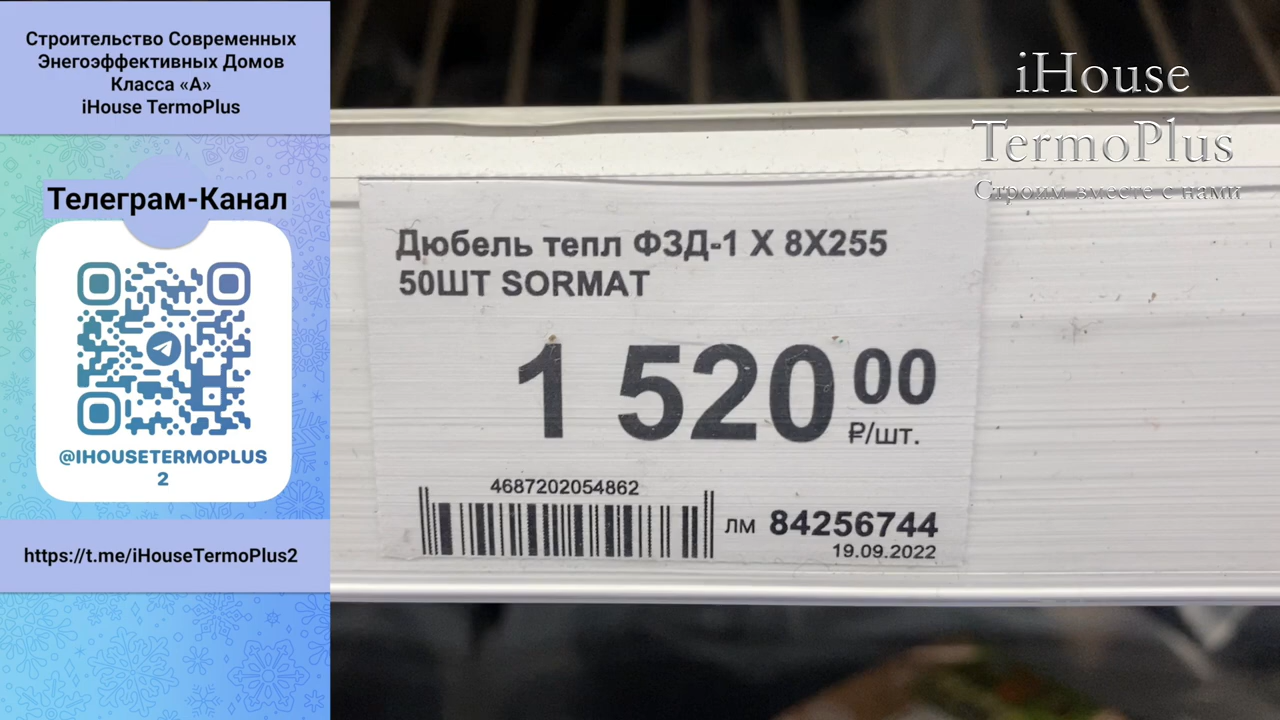 Строительство Современных
Энегоэффективных Домов
Класса «А»
iHouse TermoPlus
Телеграм-Канал
@IHOUSETERMOPLUS
2
https://t.me/iHouseTermoPlus2
iHouse
TermoPlus
Строим вместе с нами
Дюбель тепл ФЗД-1 Х 8Х255
50ШТ SORMAT
1 520 00
₽/шт.
4687202054862
лм 84256744
19.09.2022